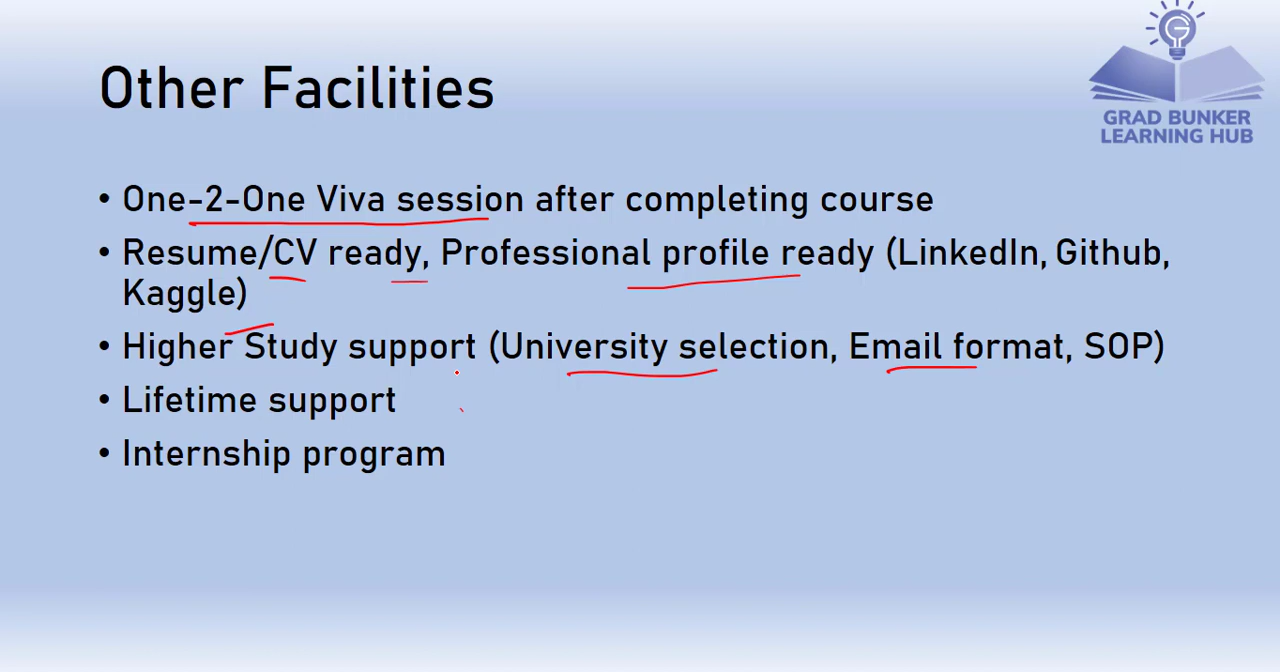 Other Facilities
GRAD BUNKER
LEARNING HUB
• One-2-One Viva session after completing course
• Resume/CV ready, Professional profile ready (LinkedIn, Github,
Kaggle)
• Higher Study support (University selection, Email format, SOP)
• Lifetime support
• Internship program